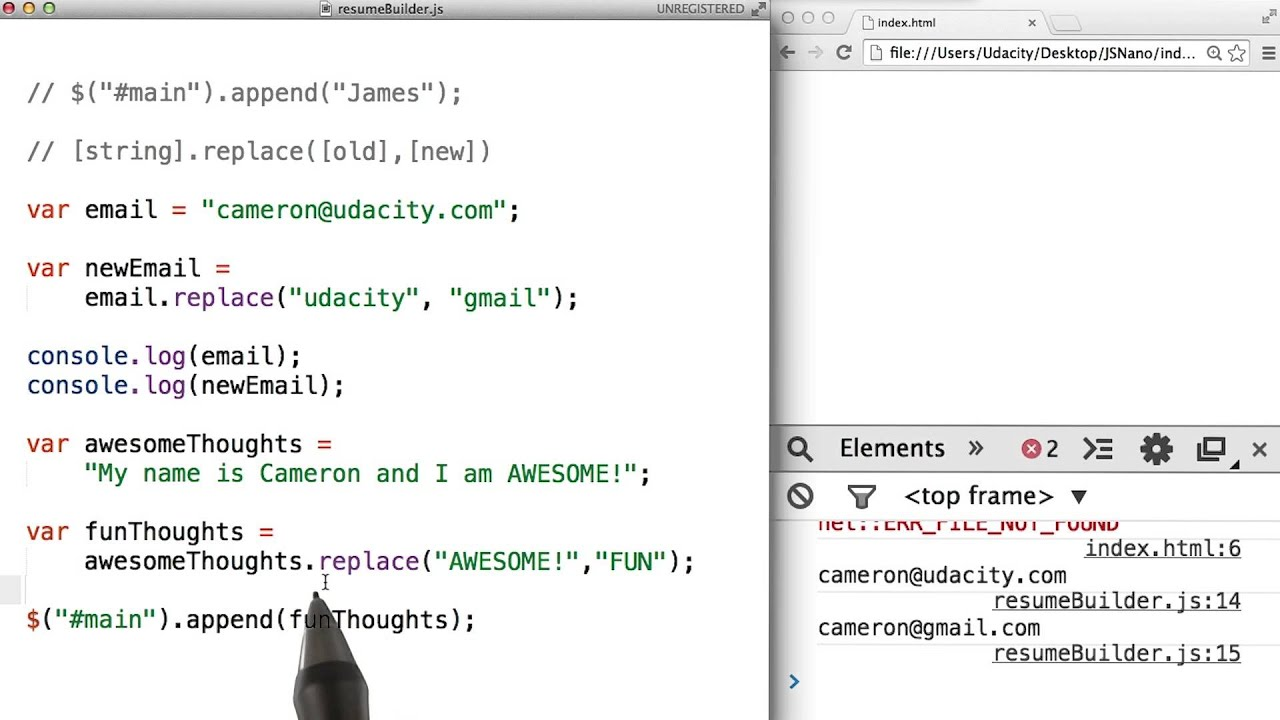 resumeBuilder.js
UNREGISTERED
// $("#main").append("James");
// [string].replace([old],[new])
var email = "cameron@udacity.com";
var newEmail =
email.replace("udacity", "gmail");
console.log(email);
console.log(newEmail);
var awesomeThoughts =
"My name is Cameron and I am AWESOME!";
var funThoughts =
awesomeThoughts.replace("AWESOME!","FUN");
$("#main").append(funThoughts);
index.html
file:///Users/Udacity/Desktop/JSNano/ind...
Elements » 2
<top frame> ▼
net::ERR_FILE_NOT_FOUND
index.html:6
cameron@udacity.com
resumeBuilder.js:14
cameron@gmail.com
resumeBuilder.js:15